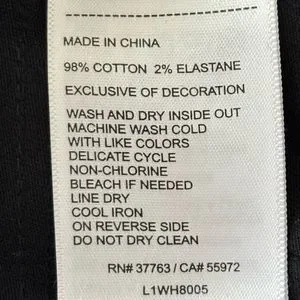 MADE IN CHINA
98% COTTON 2% ELASTANE
EXCLUSIVE OF DECORATION
WASH AND DRY INSIDE OUT
MACHINE WASH COLD
WITH LIKE COLORS
DELICATE CYCLE
NON-CHLORINE
BLEACH IF NEEDED
LINE DRY
COOL IRON
ON REVERSE SIDE
DO NOT DRY CLEAN
RN# 37763 / CA# 55972
L1WH8005